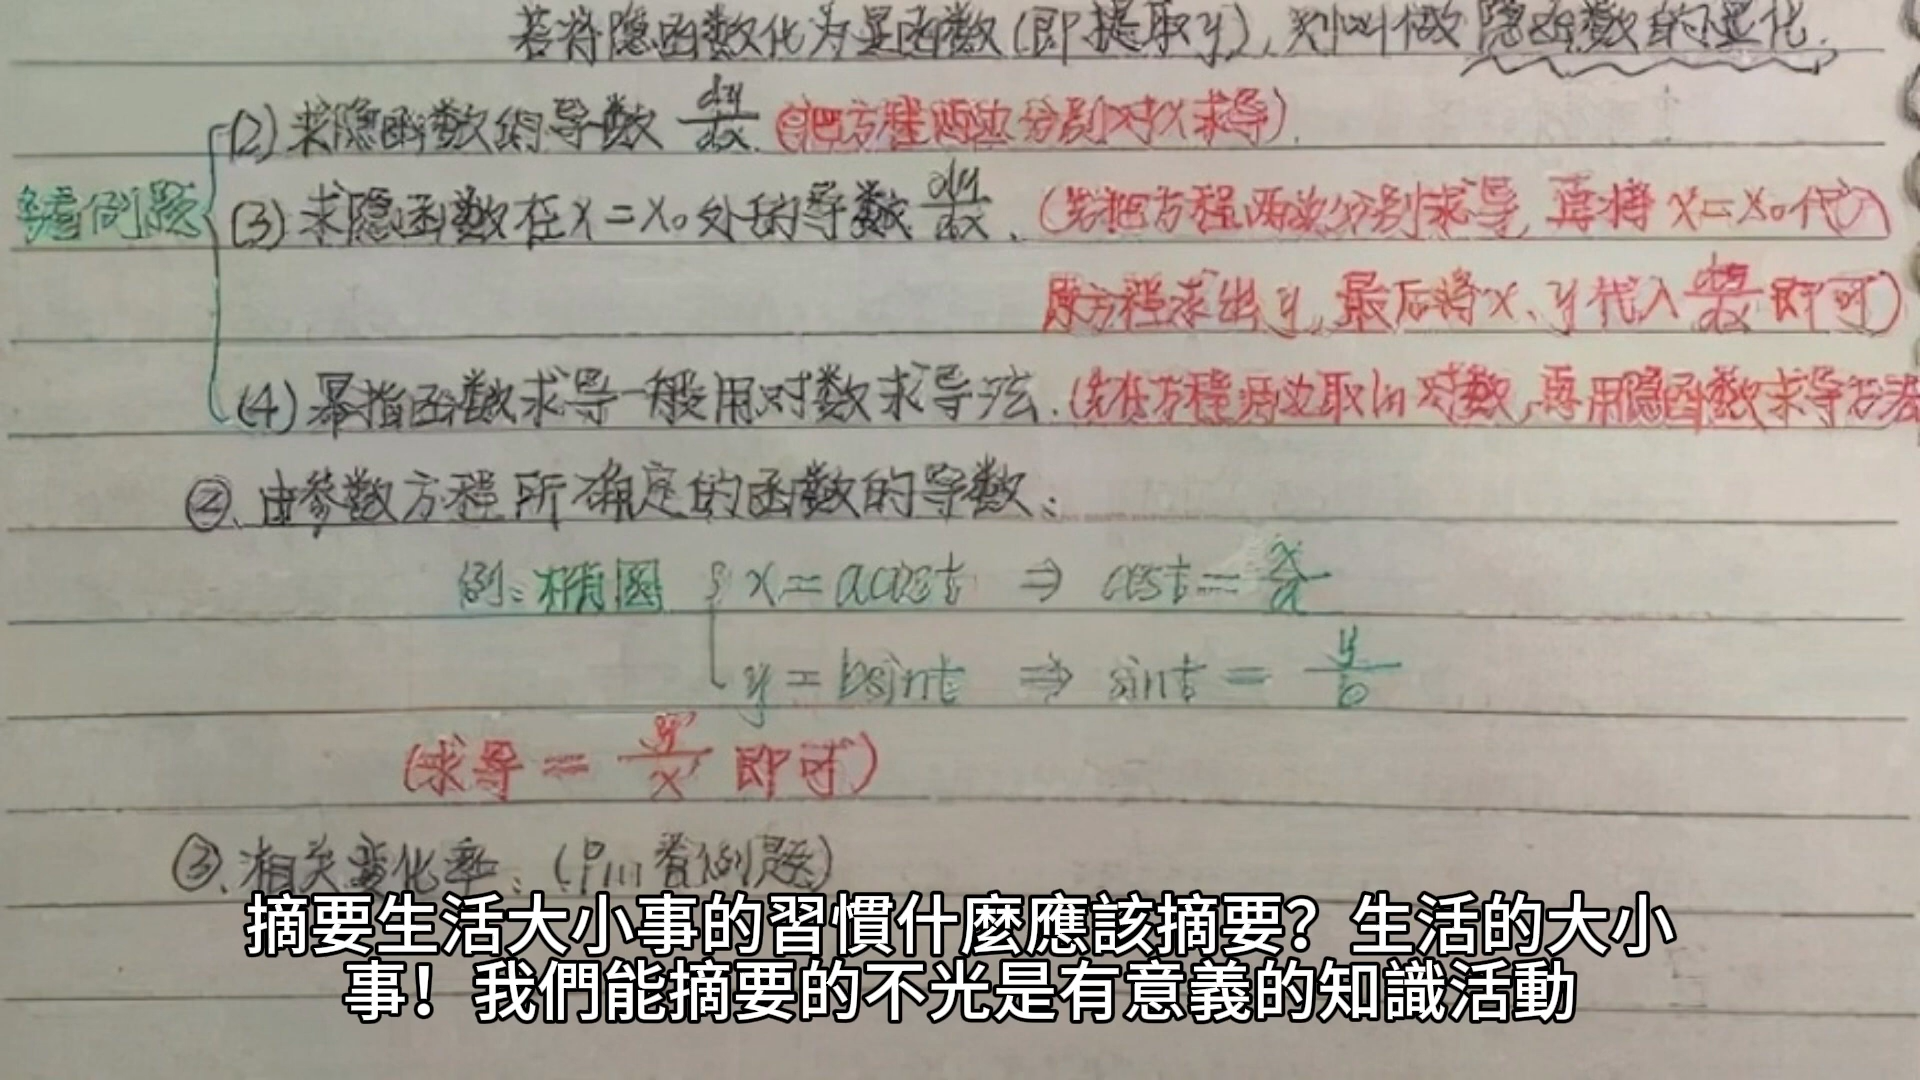 若将隐函数化为显函数(即提取y),则叫做隐函数的显化.
(2) 求隐函数的导数 dy/dx. (把方程两边分别对x求导).
看例题 (3) 求隐函数在x=x₀处的导数 dy/dx. (先把方程两边分别求导,再将x=x₀代入
原方程求出y,最后将x、y代入 dy/dx 即可)
(4) 幂指函数求导一般用对数求导法.(先在方程两边取ln对数,再用隐函数求导方法
②、由参数方程所确定的函数的导数:
例:椭圆 { x=acost ⇒ cost=x/a
y=bsint ⇒ sint=y/b
(求导=y'/x' 即可)
③、相关变化率:(P111看例题)
摘要生活大小事的習慣什麼應該摘要?生活的大小
事!我們能摘要的不光是有意義的知識活動